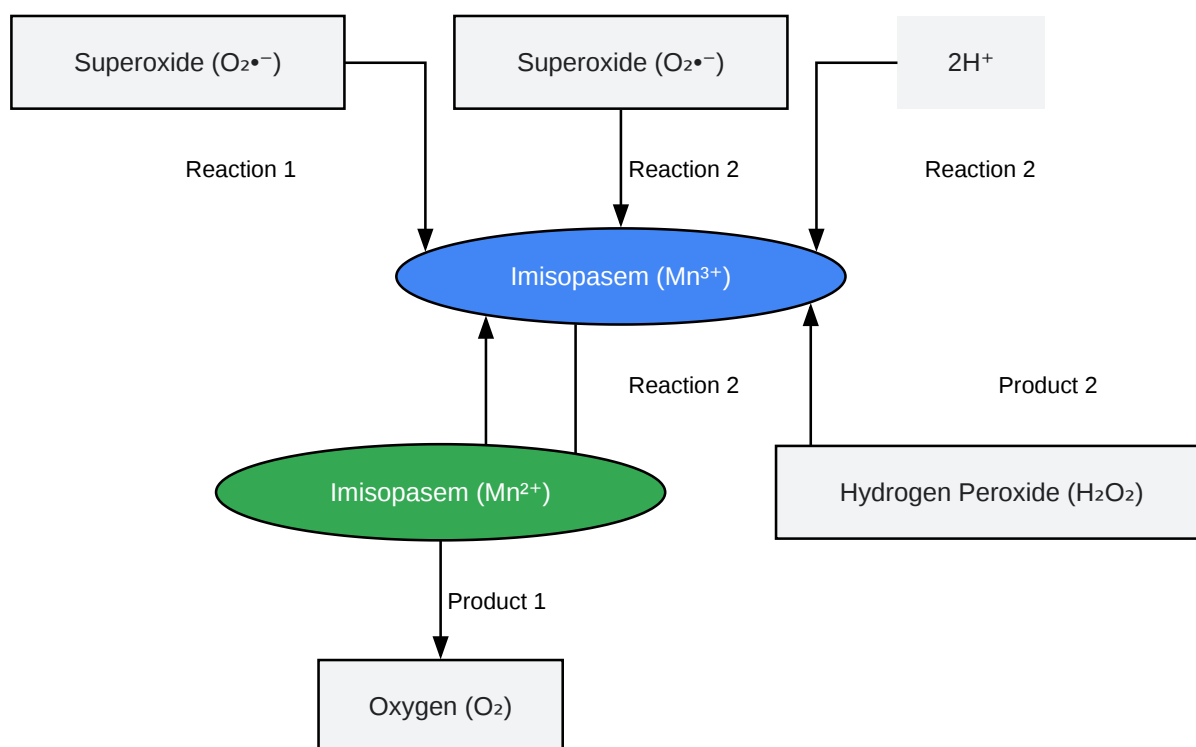 Superoxide (O₂•⁻)
Superoxide (O₂•⁻)
2H⁺
Reaction 1
Reaction 2
Reaction 2
Imisopasem (Mn³⁺)
Reaction 2
Product 2
Imisopasem (Mn²⁺)
Hydrogen Peroxide (H₂O₂)
Product 1
Oxygen (O₂)